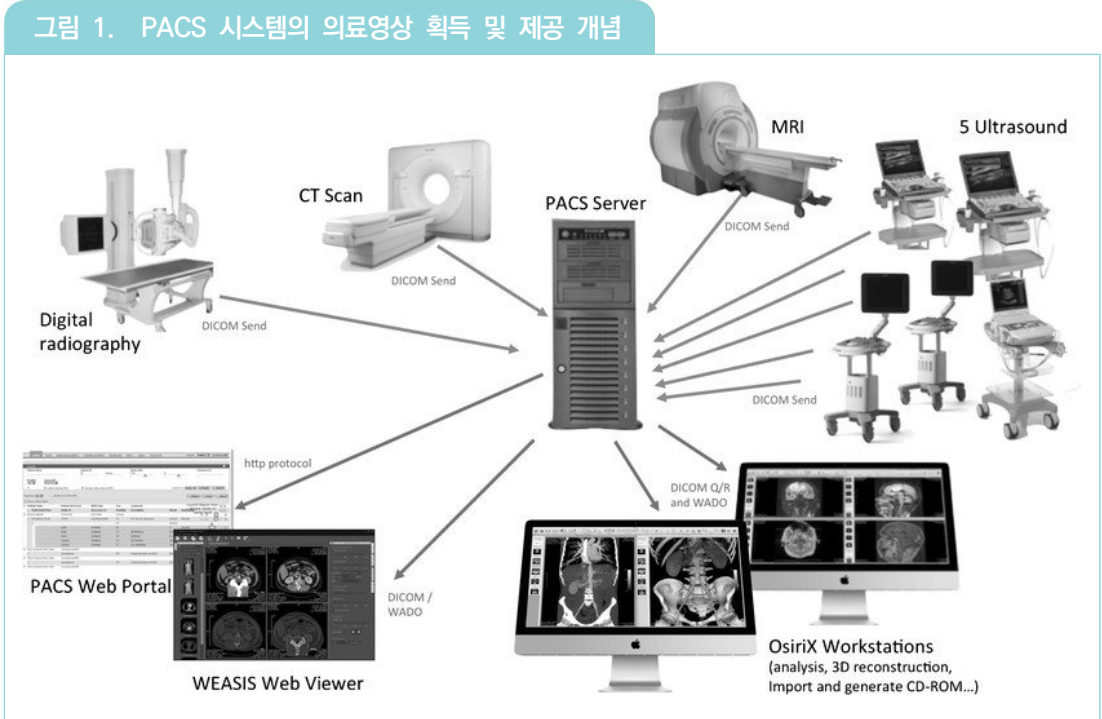 그림 1. PACS 시스템의 의료영상 획득 및 제공 개념
MRI
5 Ultrasound
CT Scan
PACS Server
DICOM Send
DICOM Send
Digital
radiography
DICOM Send
DICOM Send
http protocol
DICOM Q/R
and WADO
PACS Web Portal
DICOM /
WADO
WEASIS Web Viewer
OsiriX Workstations
(analysis, 3D reconstruction,
Import and generate CD-ROM...)